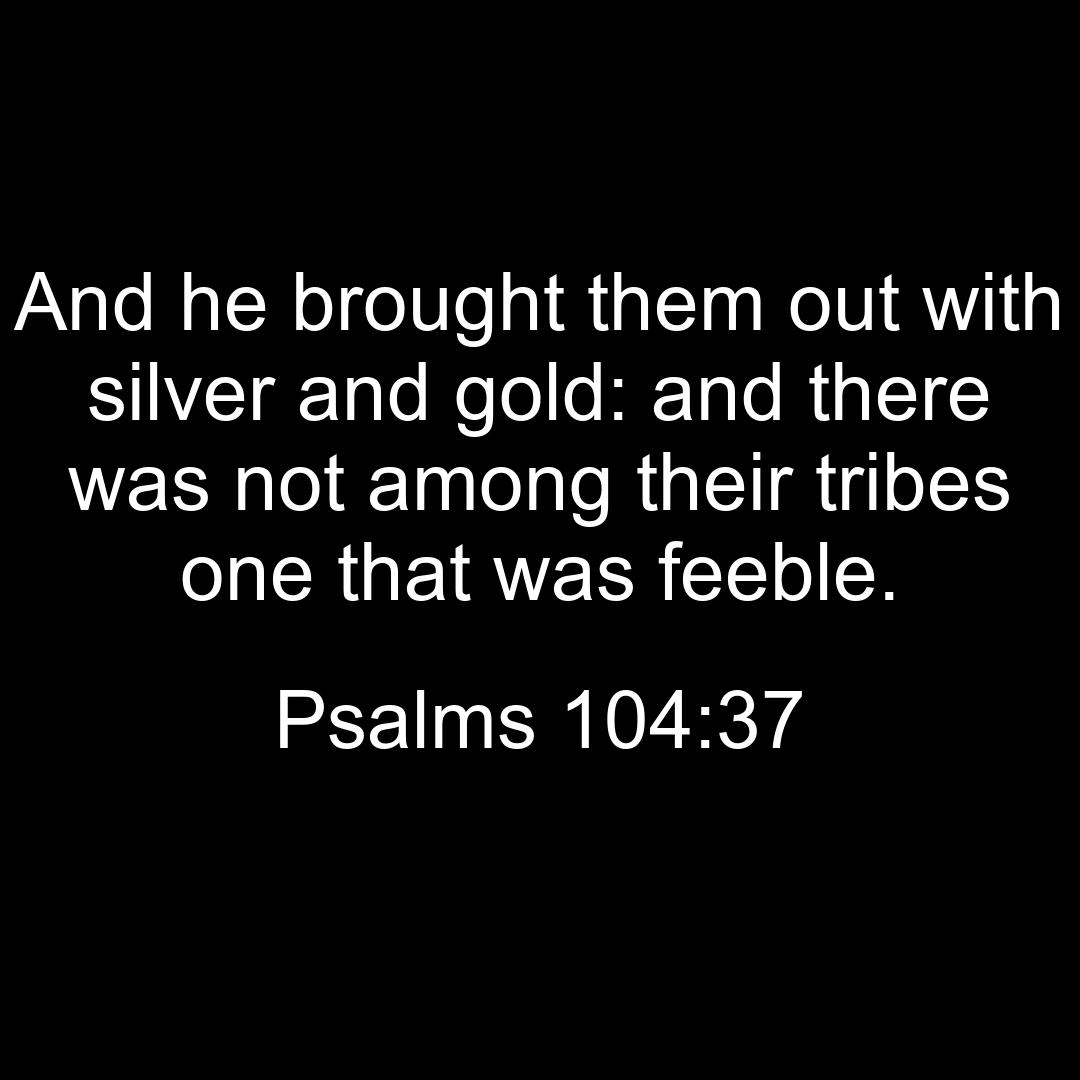 And he brought them out with
silver and gold: and there
was not among their tribes
one that was feeble.
Psalms 104:37